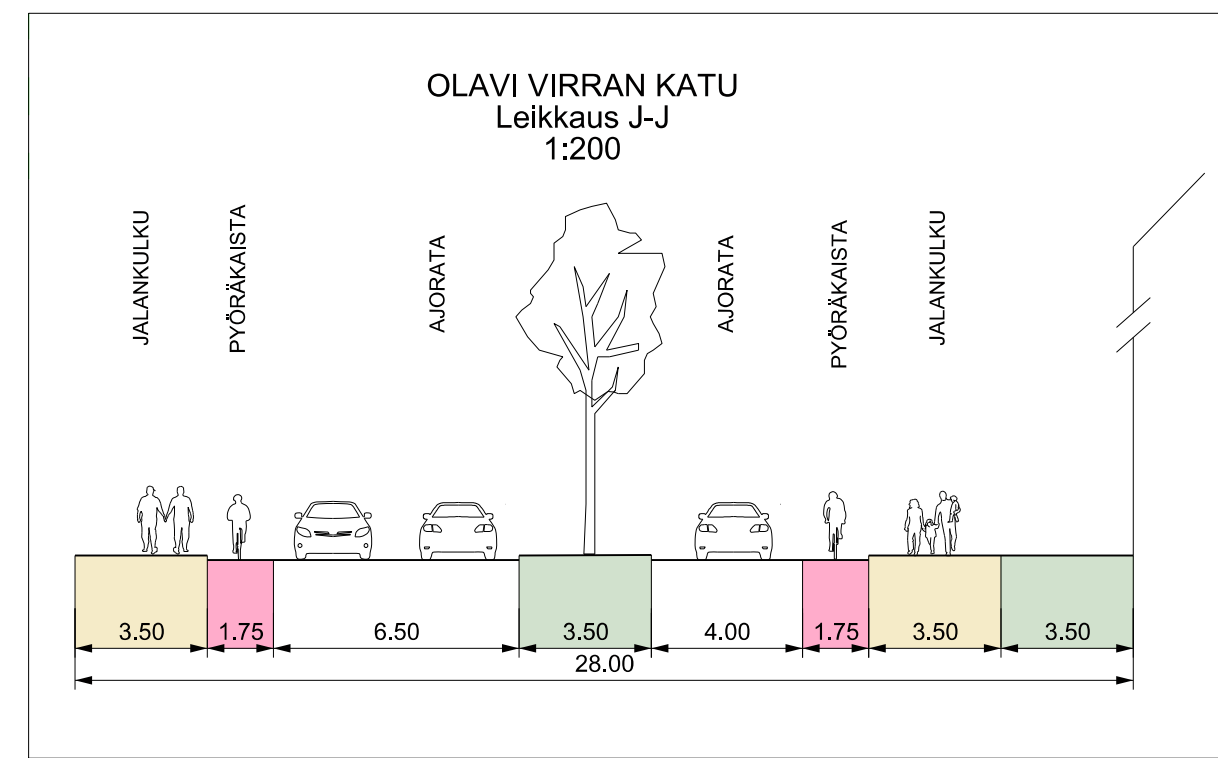 OLAVI VIRRAN KATU
Leikkaus J-J
1:200
JALANKULKU
PYÖRÄKAISTA
AJORATA
AJORATA
PYÖRÄKAISTA
JALANKULKU
3.50 1.75 6.50 3.50 4.00 1.75 3.50 3.50
28.00